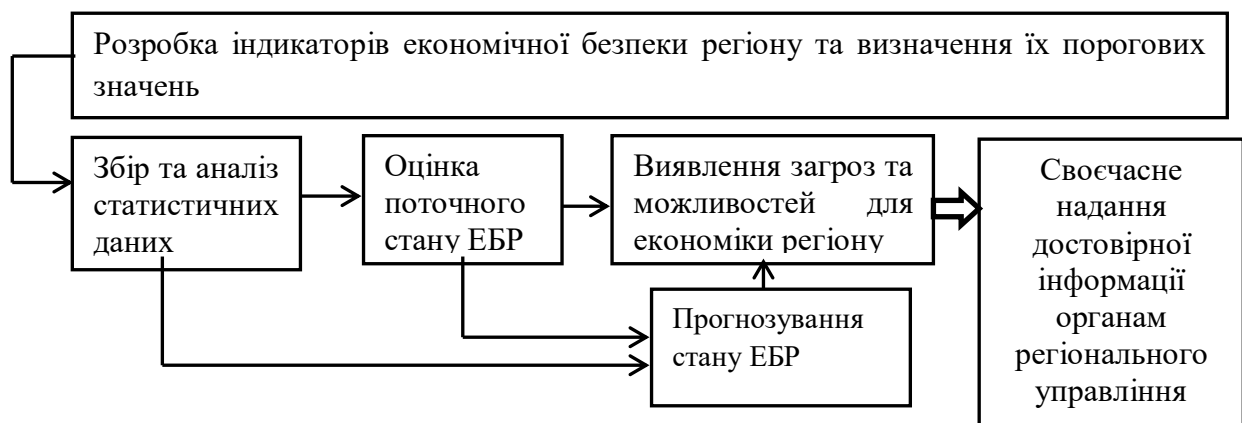 Розробка індикаторів економічної безпеки регіону та визначення їх порогових
значень
Збір та аналіз
статистичних
даних
Оцінка
поточного
стану ЕБР
Виявлення загроз та
можливостей для
економіки регіону
Прогнозування
стану ЕБР
Своєчасне
надання
достовірної
інформації
органам
регіонального
управління